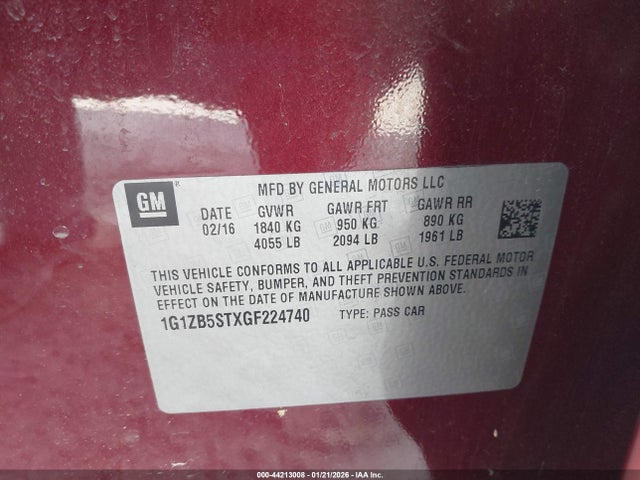 GM
MFD BY GENERAL MOTORS LLC
DATE GVWR GAWR FRT GAWR RR
02/16 1840 KG 950 KG 890 KG
4055 LB 2094 LB 1961 LB
THIS VEHICLE CONFORMS TO ALL APPLICABLE U.S. FEDERAL MOTOR
VEHICLE SAFETY, BUMPER, AND THEFT PREVENTION STANDARDS IN
EFFECT ON THE DATE OF MANUFACTURE SHOWN ABOVE.
1G1ZB5STXGF224740 TYPE: PASS CAR
000-44213008 - 01/21/2026 - IAA Inc.